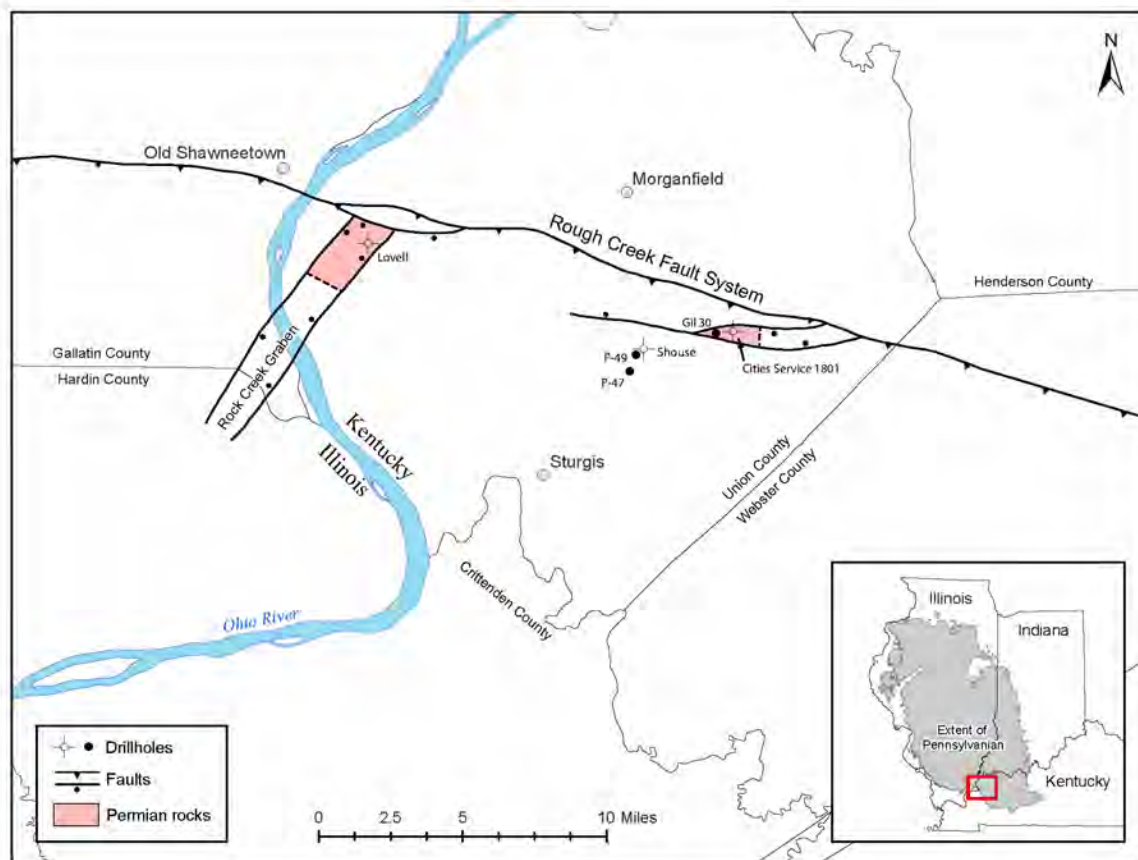 N
Old Shawneetown
Morganfield
Rough Creek Fault System
Lovell
Henderson County
Gil 30
Shouse
P-49
Cities Service 1801
P-47
Gallatin County
Hardin County
Rock Creek Graben
Kentucky
Illinois
Sturgis
Union County
Webster County
Crittenden County
Ohio River
Illinois
Indiana
Extent of
Pennsylvanian
Kentucky
Drillholes
Faults
Permian rocks
0 2.5 5 10 Miles